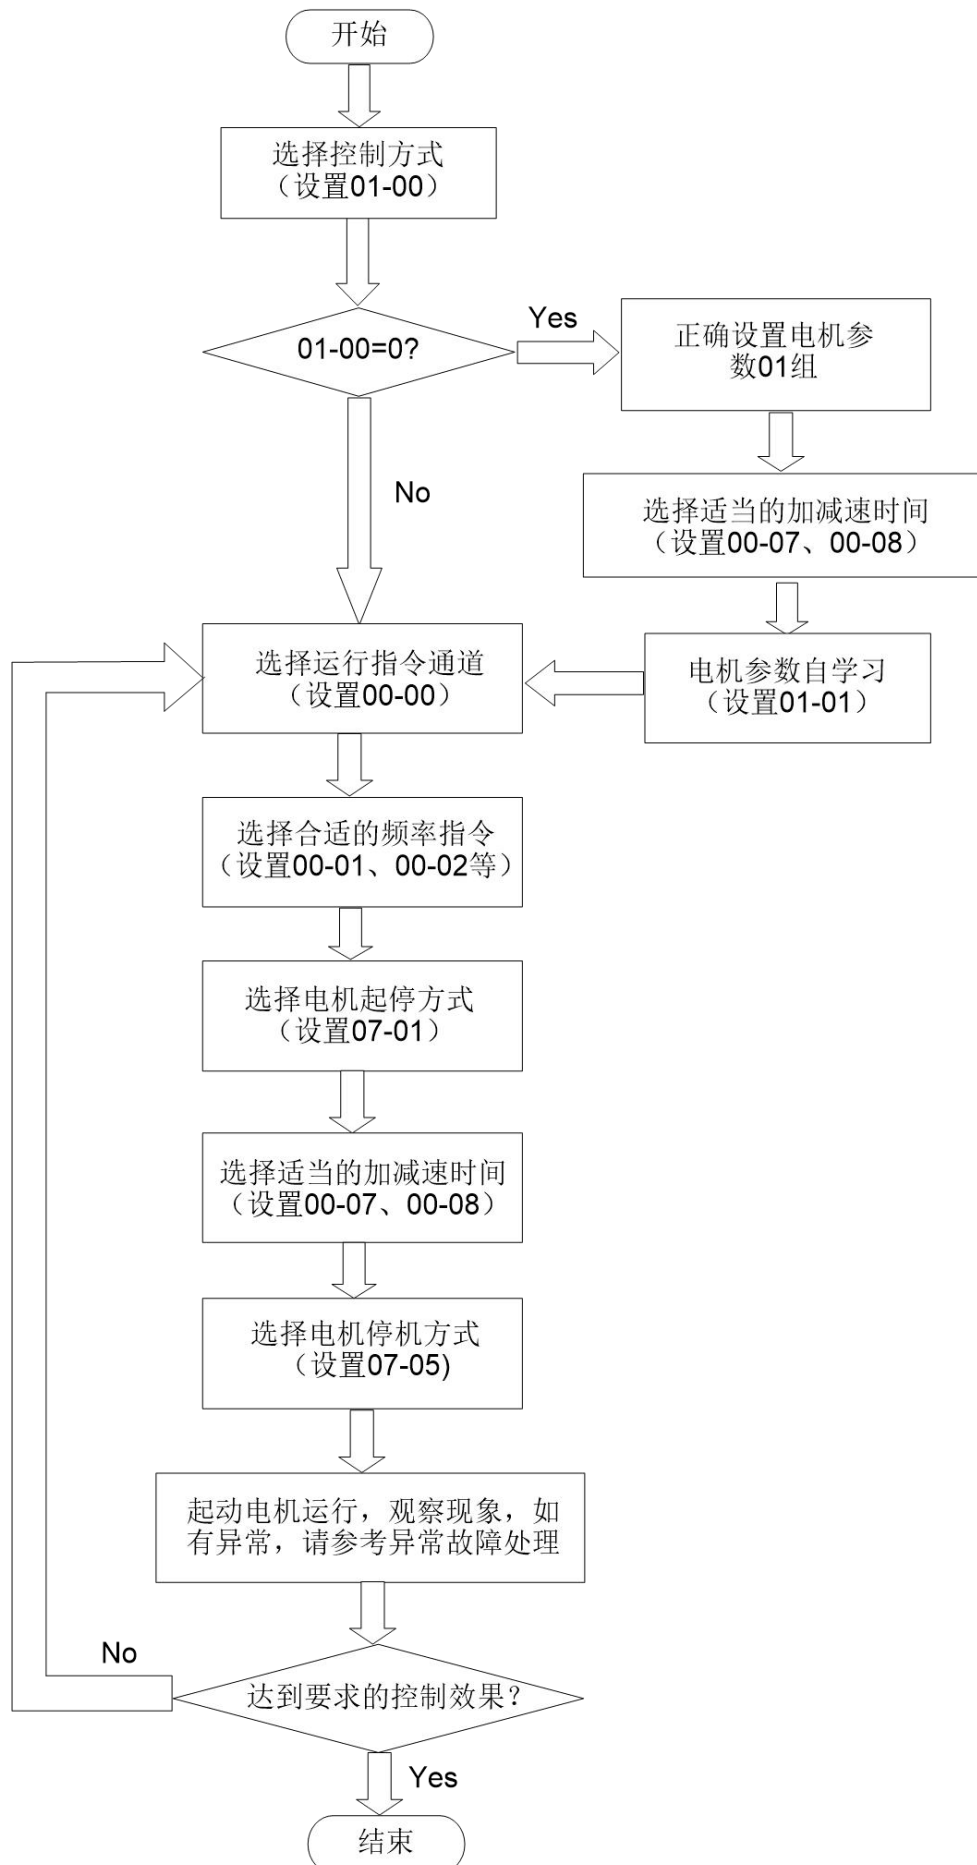 开始
选择控制方式
（设置01-00）
01-00=0?
Yes
正确设置电机参
数01组
No
选择适当的加减速时间
（设置00-07、00-08）
电机参数自学习
（设置01-01）
选择运行指令通道
（设置00-00）
选择合适的频率指令
（设置00-01、00-02等）
选择电机起停方式
（设置07-01）
选择适当的加减速时间
（设置00-07、00-08）
选择电机停机方式
（设置07-05)
起动电机运行，观察现象，如
有异常，请参考异常故障处理
No
达到要求的控制效果？
Yes
结束